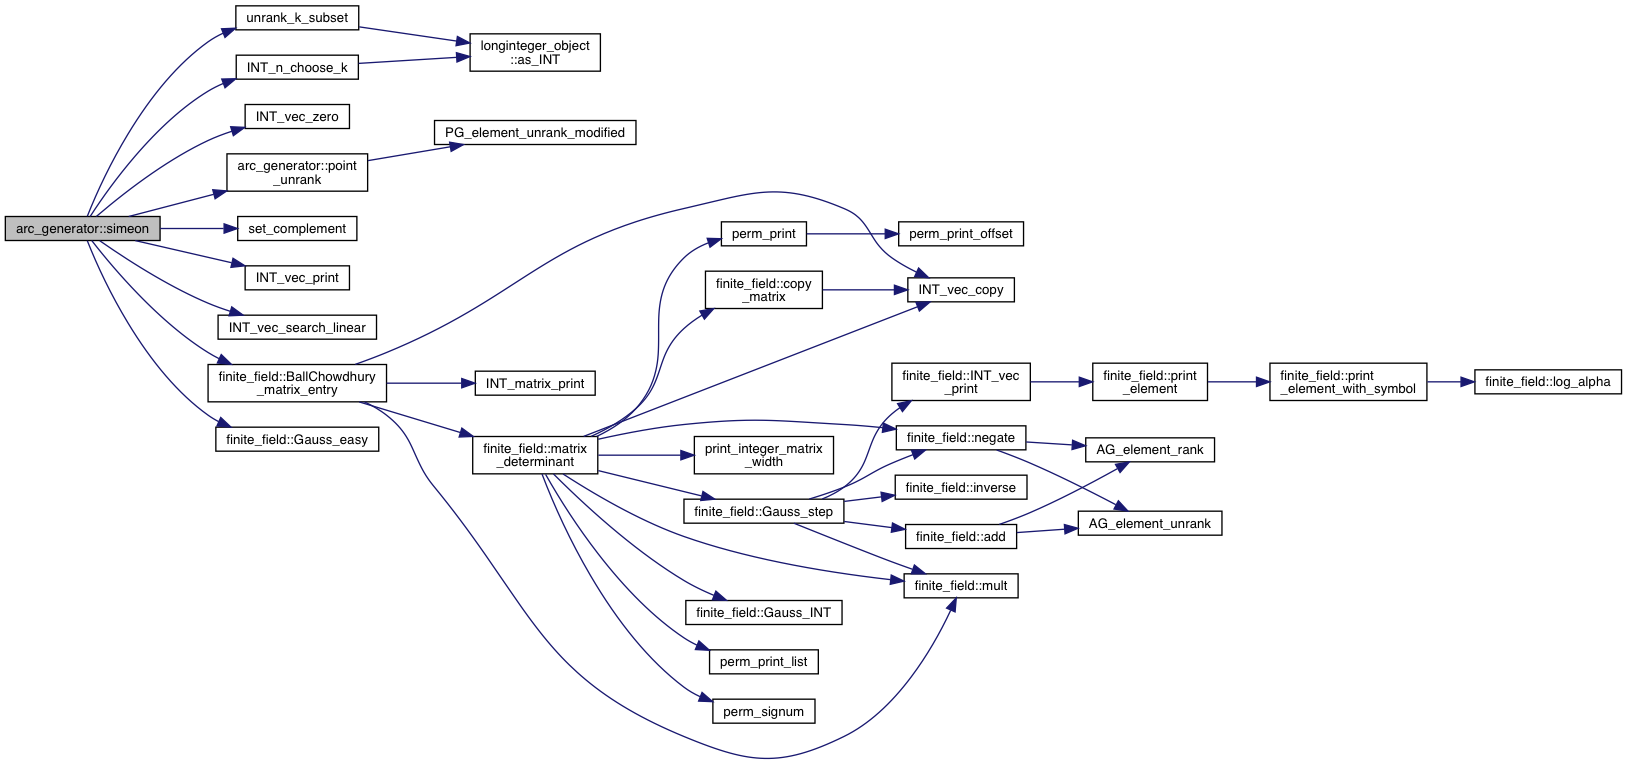 arc_generator::simeon
unrank_k_subset
INT_n_choose_k
INT_vec_zero
arc_generator::point
_unrank
set_complement
INT_vec_print
INT_vec_search_linear
finite_field::BallChowdhury
_matrix_entry
finite_field::Gauss_easy
longinteger_object
::as_INT
PG_element_unrank_modified
INT_matrix_print
finite_field::matrix
_determinant
perm_print
finite_field::copy
_matrix
print_integer_matrix
_width
finite_field::Gauss_step
finite_field::Gauss_INT
perm_print_list
perm_signum
perm_print_offset
INT_vec_copy
finite_field::INT_vec
_print
finite_field::negate
finite_field::inverse
finite_field::add
finite_field::mult
finite_field::print
_element
AG_element_rank
AG_element_unrank
finite_field::print
_element_with_symbol
finite_field::log_alpha